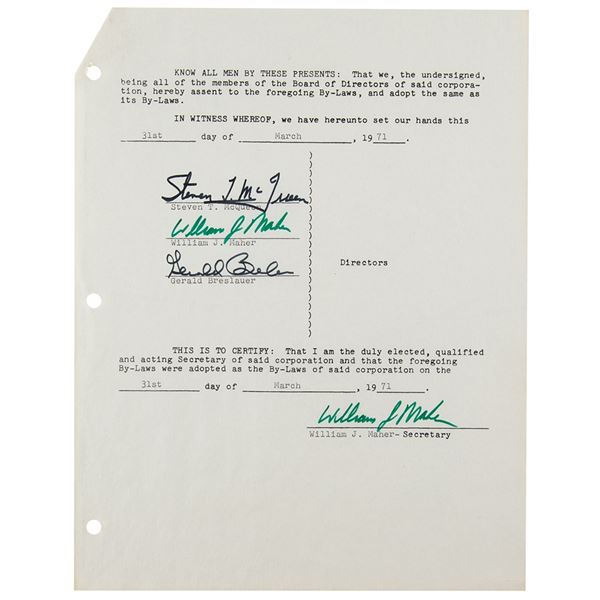 KNOW ALL MEN BY THESE PRESENTS: That we, the undersigned,
being all of the members of the Board of Directors of said corpora-
tion, hereby assent to the foregoing By-Laws, and adopt the same as
its By-Laws.
IN WITNESS WHEREOF, we have hereunto set our hands this
31st day of March, 1971.
Steven T. McQueen
Steven T. McQueen
William J Maher
William J. Maher
Gerald Breslauer
Directors
THIS IS TO CERTIFY: That I am the duly elected, qualified
and acting Secretary of said corporation and that the foregoing
By-Laws were adopted as the By-Laws of said corporation on the
31st day of March, 1971.
William J Maher
William J. Maher- Secretary